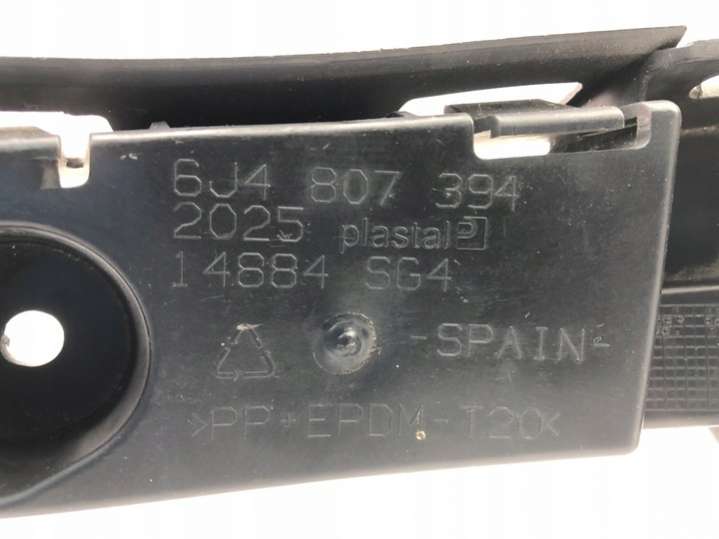 6J4 807 394
2025 plastal P
14884 SG4
-SPAIN-
>PP+EPDM-T20<